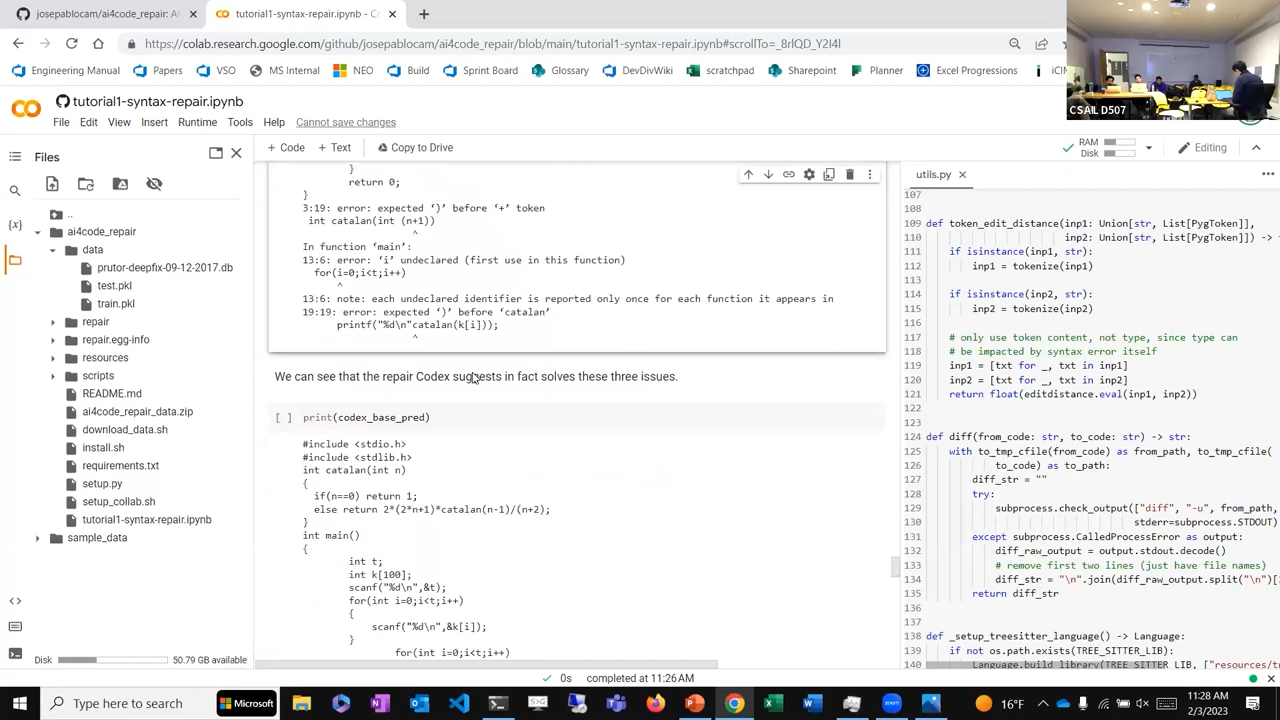 josepablocam/ai4code_repair: A
tutorial1-syntax-repair.ipynb - C
https://colab.research.google.com/github/josepablocam/ai4code_repair/blob/main/tutorial1-syntax-repair.ipynb#scrollTo=_8rlQD_Y2I4l
Engineering Manual
Papers
VSO
MS Internal
NEO
Build
Sprint Board
Glossary
DevDivWiki
scratchpad
Sharepoint
Planner
Excel Progressions
CSAIL D507
tutorial1-syntax-repair.ipynb
File Edit View Insert Runtime Tools Help Cannot save changes
Files
+ Code + Text Copy to Drive
RAM
Disk
Editing
..
ai4code_repair
data
prutor-deepfix-09-12-2017.db
test.pkl
train.pkl
repair
repair.egg-info
resources
scripts
README.md
ai4code_repair_data.zip
download_data.sh
install.sh
requirements.txt
setup.py
setup_collab.sh
tutorial1-syntax-repair.ipynb
sample_data
Disk
50.79 GB available
}
return 0;
3:19: error: expected ‘)’ before ‘+’ token
int catalan(int (n+1))
^
In function ‘main’:
13:6: error: ‘i’ undeclared (first use in this function)
for(i=0;i<t;i++)
^
13:6: note: each undeclared identifier is reported only once for each function it appears in
19:19: error: expected ‘)’ before ‘catalan’
printf("%d\n"catalan(k[i]));
^
We can see that the repair Codex suggests in fact solves these three issues.
[ ] print(codex_base_pred)
#include <stdio.h>
#include <stdlib.h>
int catalan(int n)
{
if(n==0) return 1;
else return 2*(2*n+1)*catalan(n-1)/(n+2);
}
int main()
{
int t;
int k[100];
scanf("%d\n",&t);
for(int i=0;i<t;i++)
{
scanf("%d\n",&k[i]);
}
for(int i=0;i<t;i++)
utils.py
107
108
109 def token_edit_distance(inp1: Union[str, List[PygToken]],
110 inp2: Union[str, List[PygToken]]) ->
111 if isinstance(inp1, str):
112 inp1 = tokenize(inp1)
113
114 if isinstance(inp2, str):
115 inp2 = tokenize(inp2)
116
117 # only use token content, not type, since type can
118 # be impacted by syntax error itself
119 inp1 = [txt for _, txt in inp1]
120 inp2 = [txt for _, txt in inp2]
121 return float(editdistance.eval(inp1, inp2))
122
123
124 def diff(from_code: str, to_code: str) -> str:
125 with to_tmp_cfile(from_code) as from_path, to_tmp_cfile(
126 to_code) as to_path:
127 diff_str = ""
128 try:
129 subprocess.check_output(["diff", "-u", from_path,
130 stderr=subprocess.STDOUT)
131 except subprocess.CalledProcessError as output:
132 diff_raw_output = output.stdout.decode()
133 # remove first two lines (just have file names)
134 diff_str = "\n".join(diff_raw_output.split("\n")[
135 return diff_str
136
137
138 def _setup_treesitter_language() -> Language:
139 if not os.path.exists(TREE_SITTER_LIB):
140 Language.build_library(TREE_SITTER_LIB, ["resources/t
0s completed at 11:26 AM
Type here to search
Microsoft
16°F
11:28 AM
2/3/2023